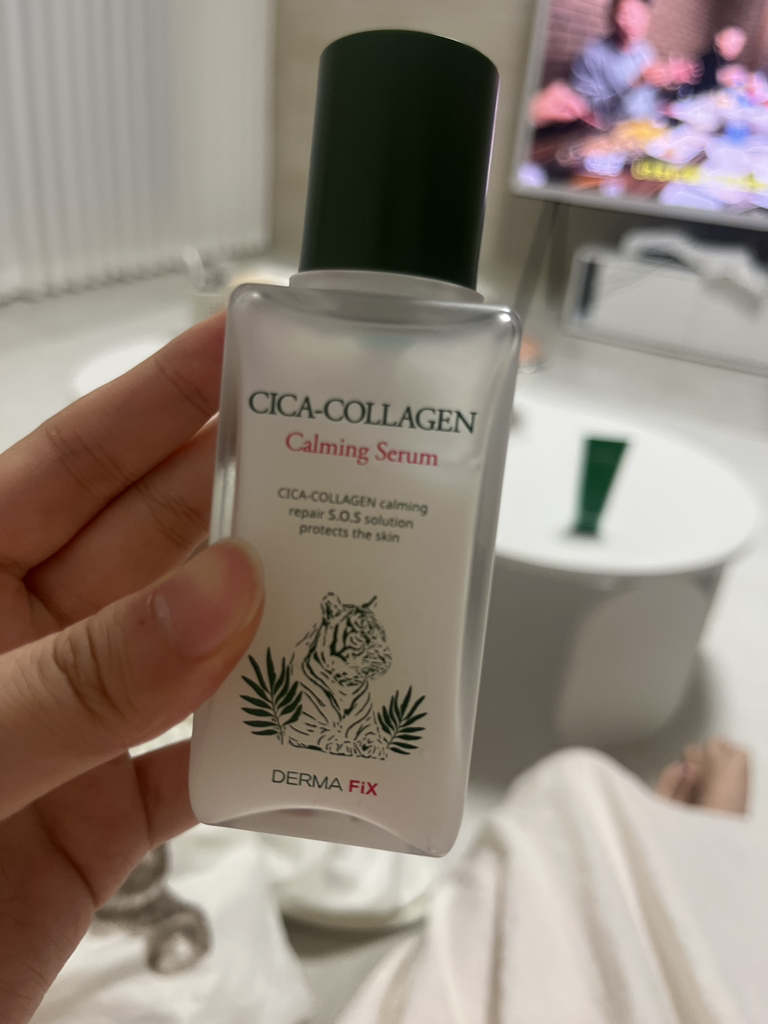 CICA-COLLAGEN
Calming Serum
CICA-COLLAGEN calming
repair S.O.S solution
protects the skin
DERMA FiX